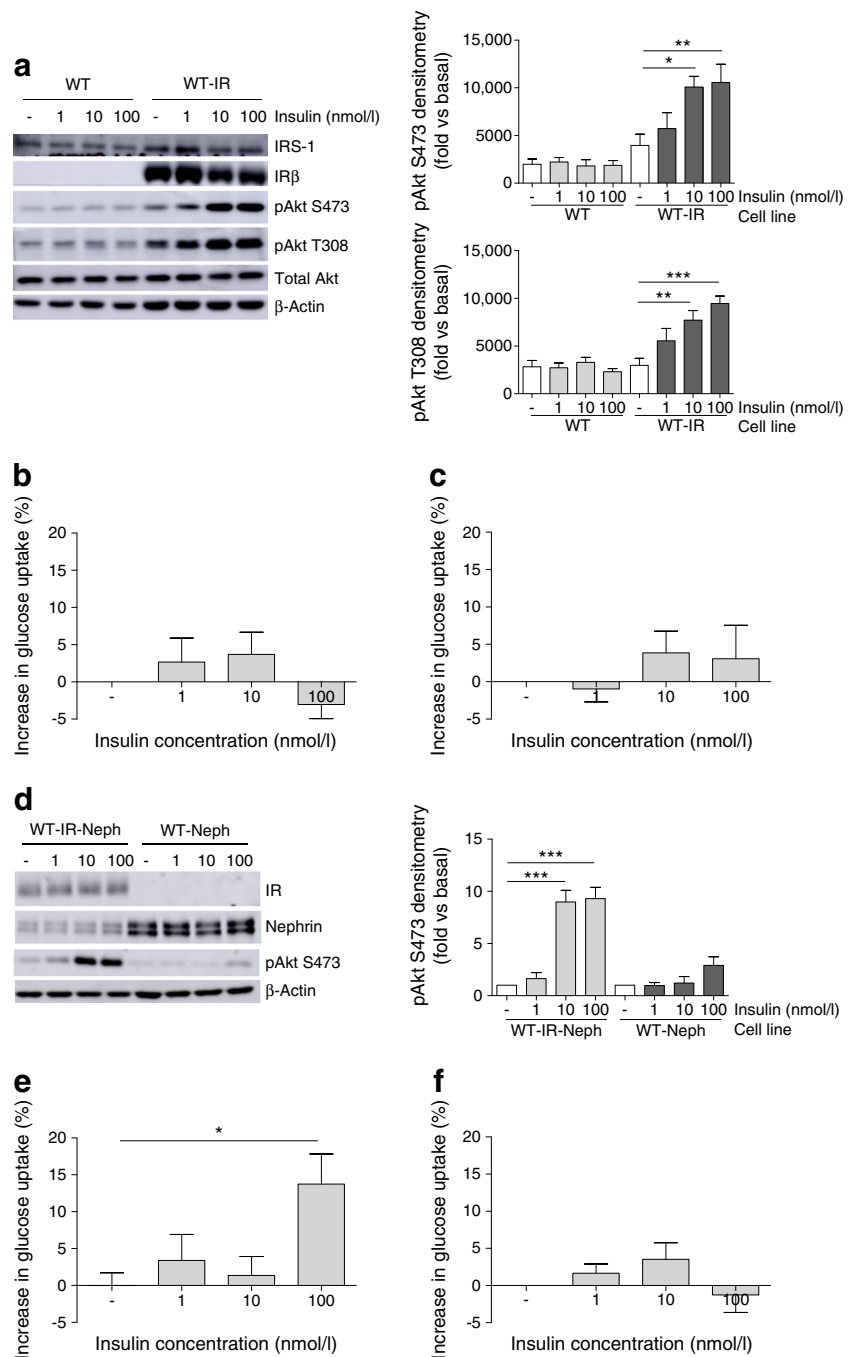 a
WT WT-IR
- 1 10 100 - 1 10 100 Insulin (nmol/l)
IRS-1
IRβ
pAkt S473
pAkt T308
Total Akt
β-Actin
pAkt S473 densitometry
(fold vs basal)
15,000
10,000
5000
0
* **
- 1 10 100 - 1 10 100 Insulin (nmol/l)
WT WT-IR Cell line
pAkt T308 densitometry
(fold vs basal)
15,000
10,000
5000
0
** ***
- 1 10 100 - 1 10 100 Insulin (nmol/l)
WT WT-IR Cell line
b
Increase in glucose uptake (%)
20
15
10
5
0
-5
- 1 10 100
Insulin concentration (nmol/l)
c
Increase in glucose uptake (%)
20
15
10
5
0
-5
- 1 10 100
Insulin concentration (nmol/l)
d
WT-IR-Neph WT-Neph
- 1 10 100 - 1 10 100
IR
Nephrin
pAkt S473
β-Actin
pAkt S473 densitometry
(fold vs basal)
15
10
5
0
***
***
- 1 10 100 - 1 10 100 Insulin (nmol/l)
WT-IR-Neph WT-Neph Cell line
e
Increase in glucose uptake (%)
20
15
10
5
0
-5
*
- 1 10 100
Insulin concentration (nmol/l)
f
Increase in glucose uptake (%)
20
15
10
5
0
-5
- 1 10 100
Insulin concentration (nmol/l)